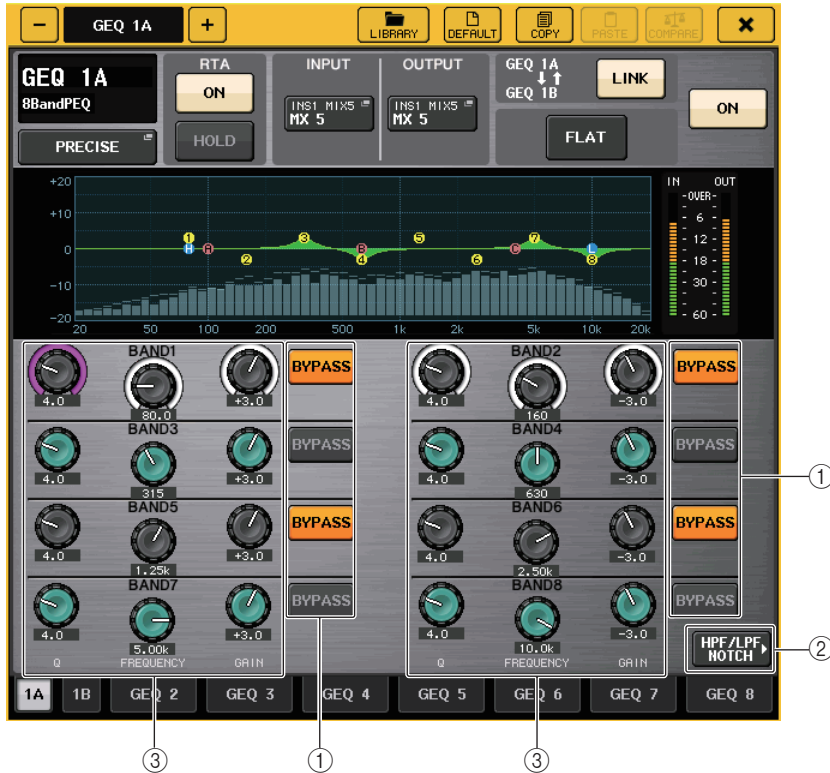 − GEQ 1A + LIBRARY DEFAULT COPY PASTE COMPARE ×
GEQ 1A
8BandPEQ
PRECISE
RTA
ON
HOLD
INPUT
INS1 MIX5
MX 5
OUTPUT
INS1 MIX5
MX 5
GEQ 1A
↓↑
GEQ 1B
LINK
FLAT
ON
+20
+10
0
−10
−20
20 50 100 200 500 1k 2k 5k 10k 20k
1 H A 2 3 B 4 5 6 C 7 L 8
IN OUT
-OVER-
- 6 -
- 12 -
- 18 -
- 30 -
- 60 -
BAND1
4.0 80.0 +3.0
BYPASS
BAND2
4.0 160 -3.0
BYPASS
BAND3
4.0 315 +3.0
BYPASS
BAND4
4.0 630 -3.0
BYPASS
BAND5
4.0 1.25k +3.0
BYPASS
BAND6
4.0 2.50k -3.0
BYPASS
BAND7
4.0 5.00k +3.0
BYPASS
BAND8
4.0 10.0k -3.0
BYPASS
Q FREQUENCY GAIN
Q FREQUENCY GAIN
HPF/LPF
NOTCH
1A 1B GEQ 2 GEQ 3 GEQ 4 GEQ 5 GEQ 6 GEQ 7 GEQ 8
①
②
③ ① ③